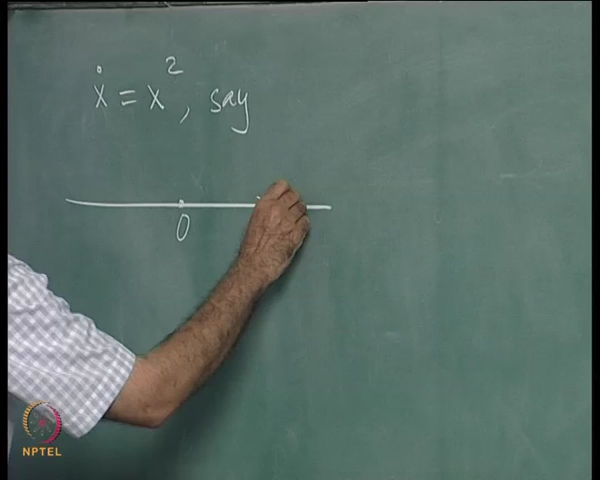 ẋ = x², say
0
NPTEL